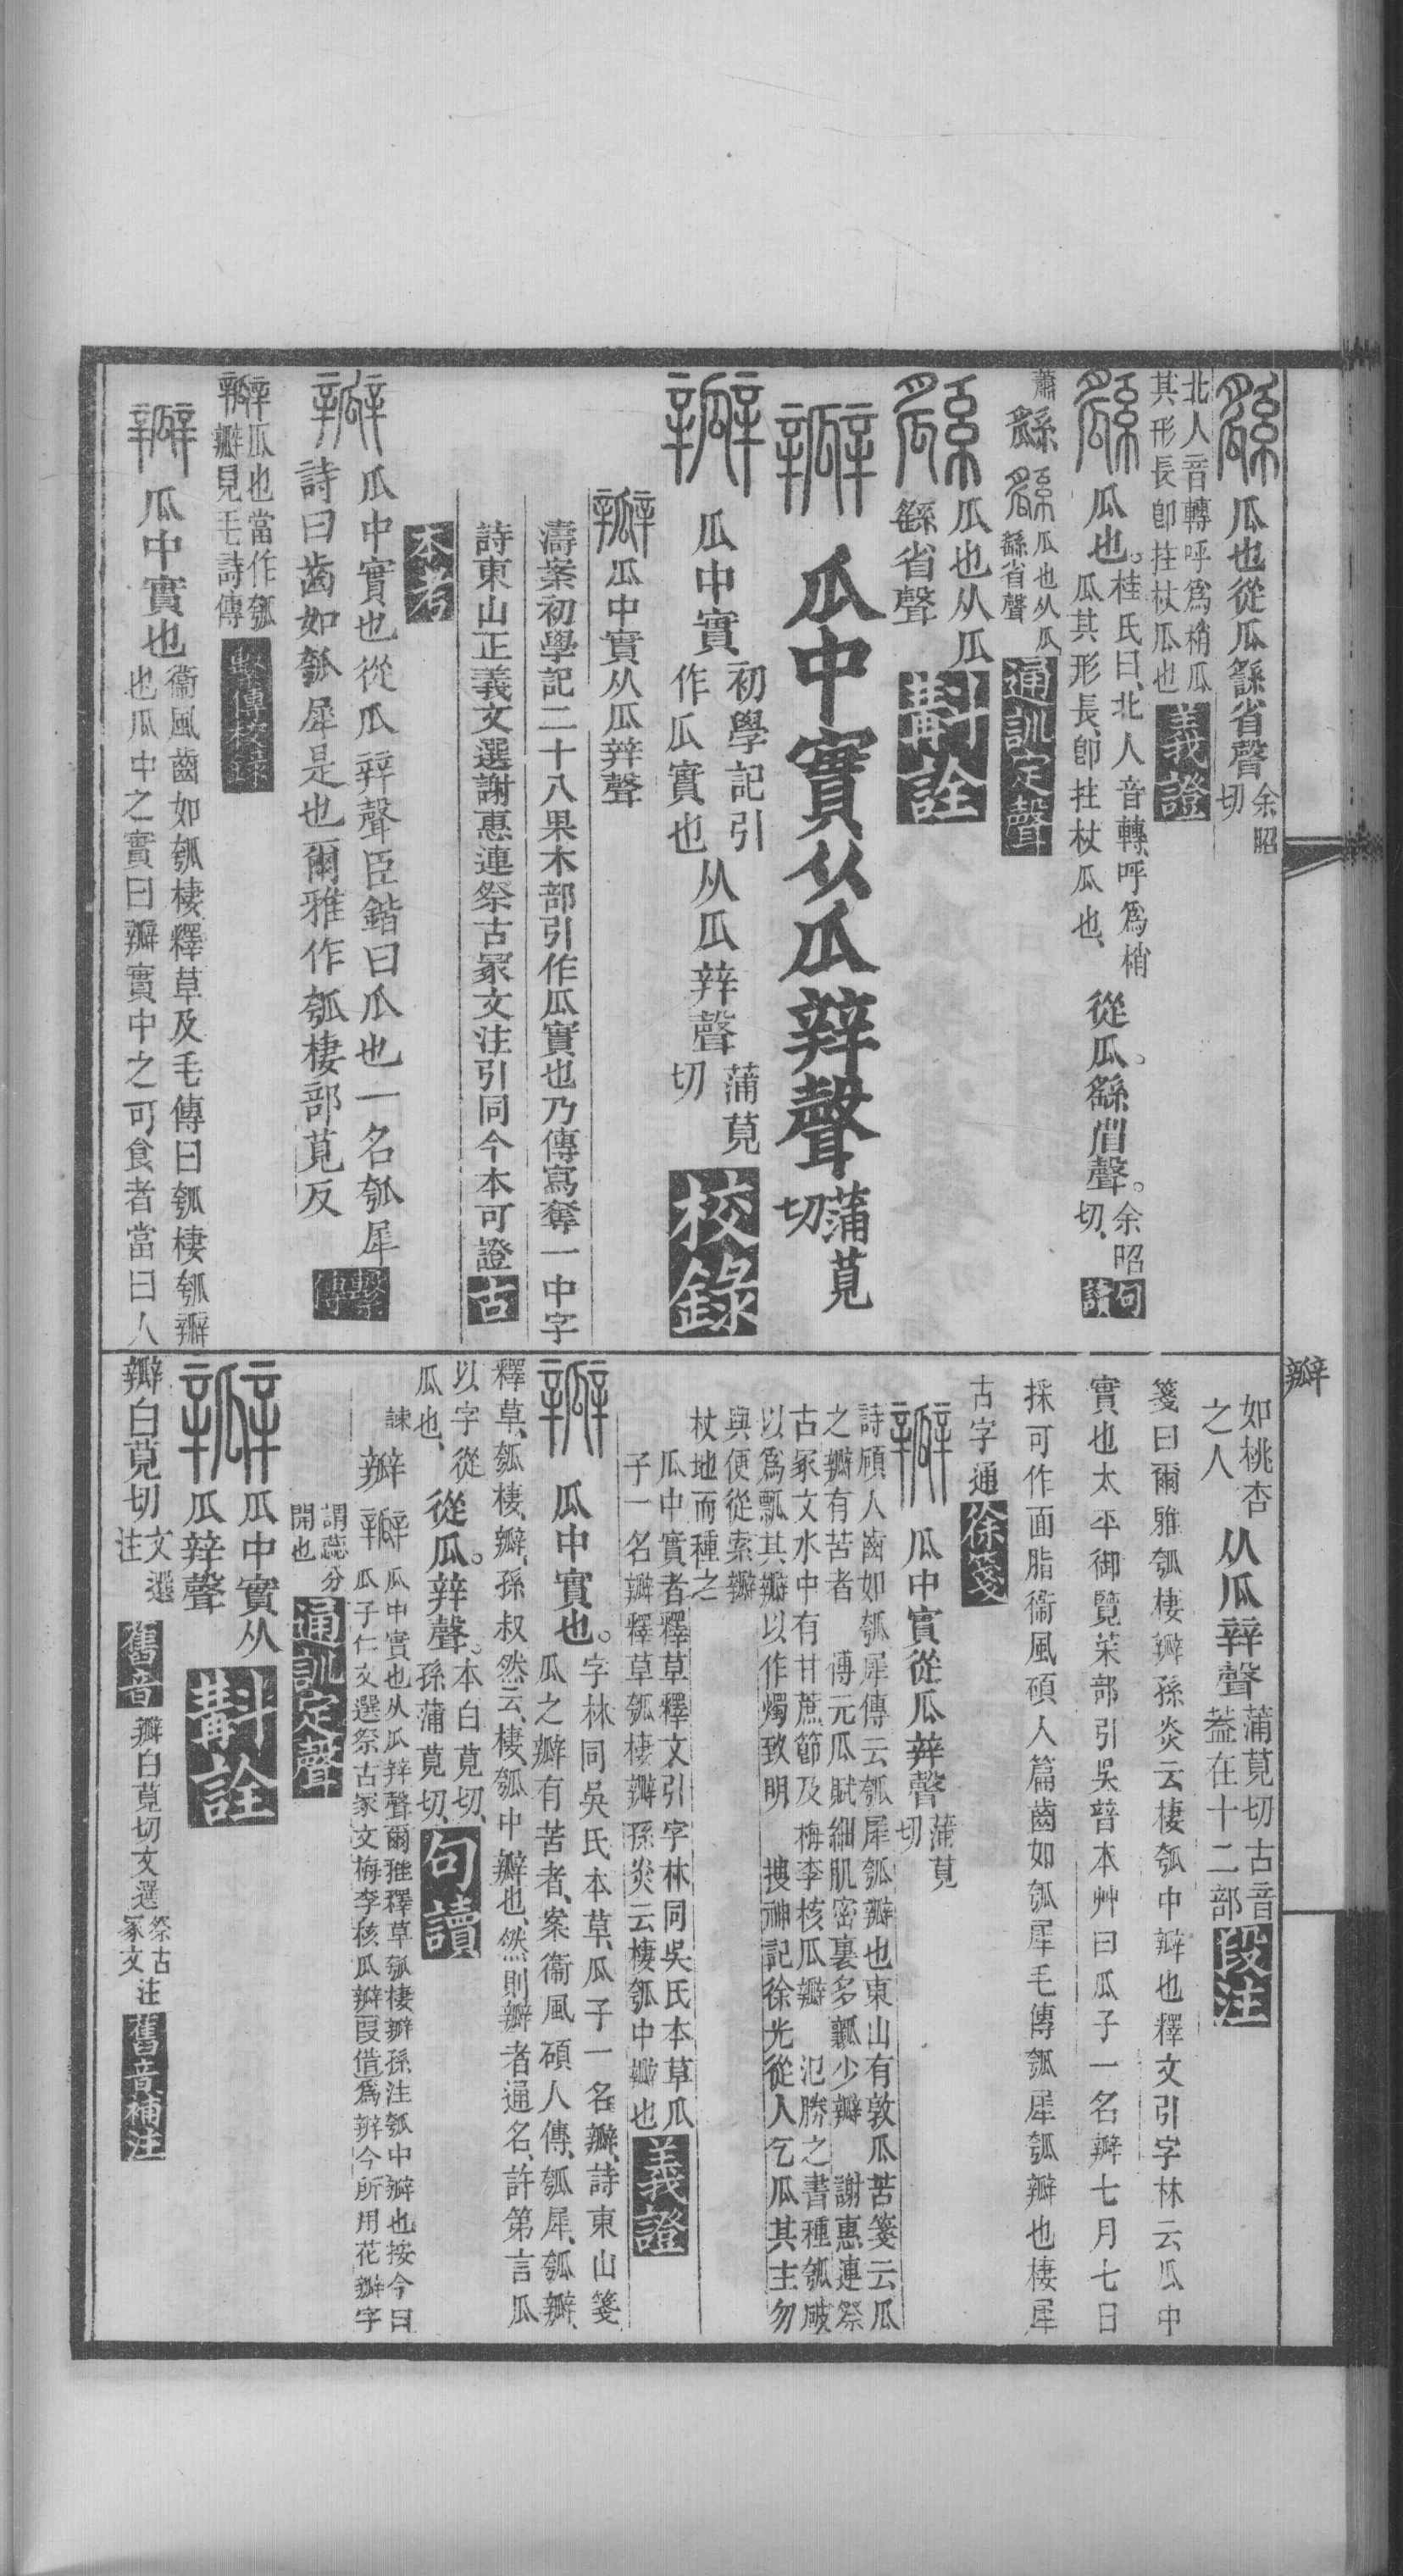 瓜也從瓜繇省聲余昭切
北人音轉呼爲梢瓜
其形長卽拄杖瓜也義證
瓜也。桂氏曰、北人音轉、呼爲梢
瓜、其形長、卽拄杖瓜也、從瓜。繇省聲。余昭切、句讀
蕭
瓜也从瓜
繇省聲通訓定聲
瓜也从瓜
繇省聲斠詮
瓜中實从瓜辡聲蒲莧切
瓜中實初學記引作瓜實也从瓜辡聲蒲莧切校錄
瓜中實从瓜辡聲
濤案初學記二十八果木部引作瓜實也乃傳寫奪一中字
詩東山正義文選謝惠連祭古冢文注引同今本可證古
本考
瓜中實也從瓜辡聲臣鍇曰瓜也一名瓠犀
詩曰齒如瓠犀是也爾雅作瓠棲部莧反繫傳
瓣瓜也當作瓠
瓣見毛詩傳繫傳校錄
瓜中實也衞風齒如瓠棲釋草及毛傳曰瓠棲瓠瓣
也瓜中之實曰瓣實中之可食者當曰人
瓣
如桃杏之人从瓜辡聲蒲莧切古音葢在十二部段注
箋曰爾雅瓠棲瓣孫炎云棲瓠中瓣也釋文引字林云瓜中
實也太平御覽菜部引吳普本艸曰瓜子一名瓣七月七日
採可作面脂衞風碩人篇齒如瓠犀毛傳瓠犀瓠瓣也棲犀
古字通徐箋
瓜中實從瓜辡聲蒲莧切
詩碩人齒如瓠犀傳云瓠犀瓠瓣也東山有敦瓜苦箋云瓜
之瓣有苦者 傅元瓜賦細肌密裏多瓤少瓣 謝惠連祭
古冢文水中有甘蔗節及梅李核瓜瓣 氾勝之書種瓠破
以爲瓢其瓣以作燭致明 搜神記徐光從人乞瓜其主勿
與便從索瓣
杖地而種之
瓜中實者釋草釋文引字林同吳氏本草瓜
子一名瓣釋草瓠棲瓣孫炎云棲瓠中瓣也義證
瓜中實也。字林同吳氏本草、瓜子一名瓣、詩東山箋
瓜之瓣有苦者、案衞風碩人傳、瓠犀、瓠瓣、
釋草、瓠棲、瓣、孫叔然云、棲、瓠中瓣也、然則瓣者通名、許第言瓜
以字從瓜也、從瓜。辡聲。本白莧切、孫蒲莧切、句讀
諫 瓣 瓜中實也从瓜辡聲爾雅釋草瓠棲瓣孫注瓠中瓣也按今曰
瓜子仁文選祭古冢文梅李核瓜瓣叚借爲辧今所用花瓣字
謂蕊分
開也通訓定聲
瓜中實从
瓜辡聲斠詮
瓣白莧切文選注舊音 瓣白莧切文選祭古冢文注舊音補注